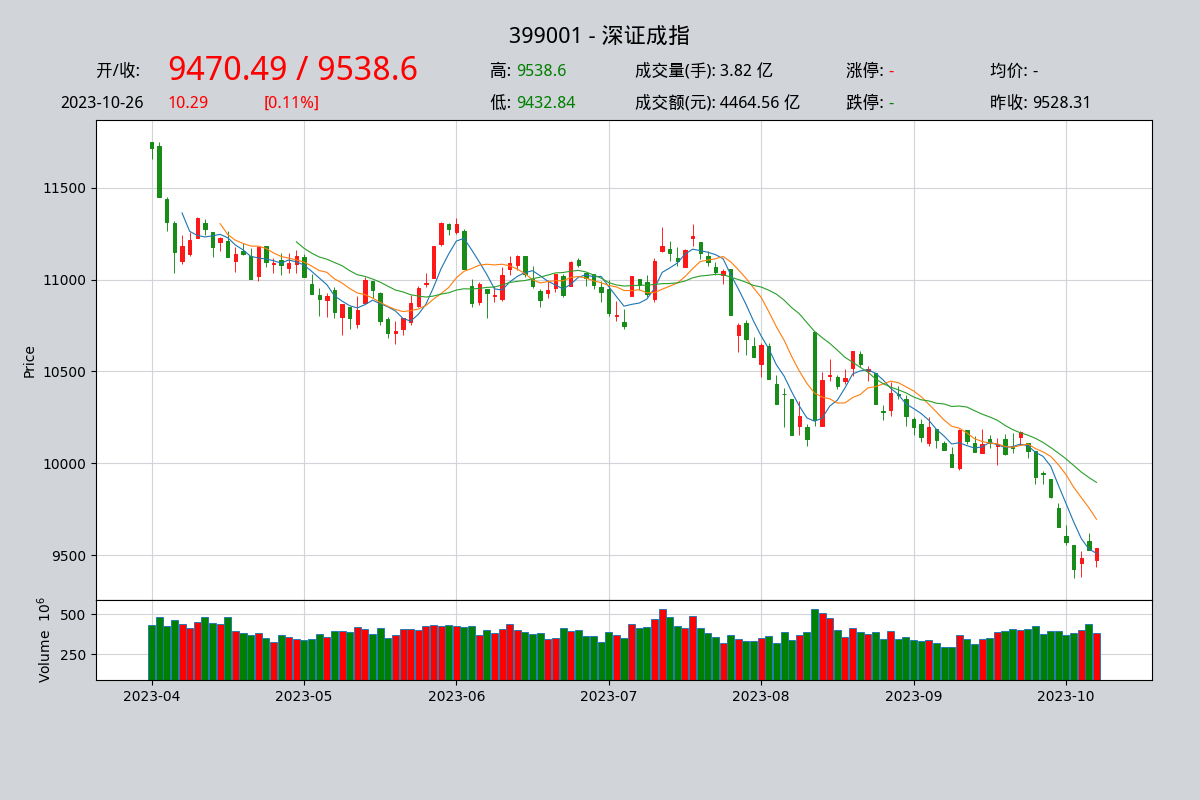 399001 - 深证成指
开/收: 9470.49 / 9538.6 高: 9538.6 成交量(手): 3.82 亿 涨停: - 均价: -
2023-10-26 10.29 [0.11%] 低: 9432.84 成交额(元): 4464.56 亿 跌停: - 昨收: 9528.31
Price
11500
11000
10500
10000
9500
Volume 10^6
500
250
2023-04 2023-05 2023-06 2023-07 2023-08 2023-09 2023-10